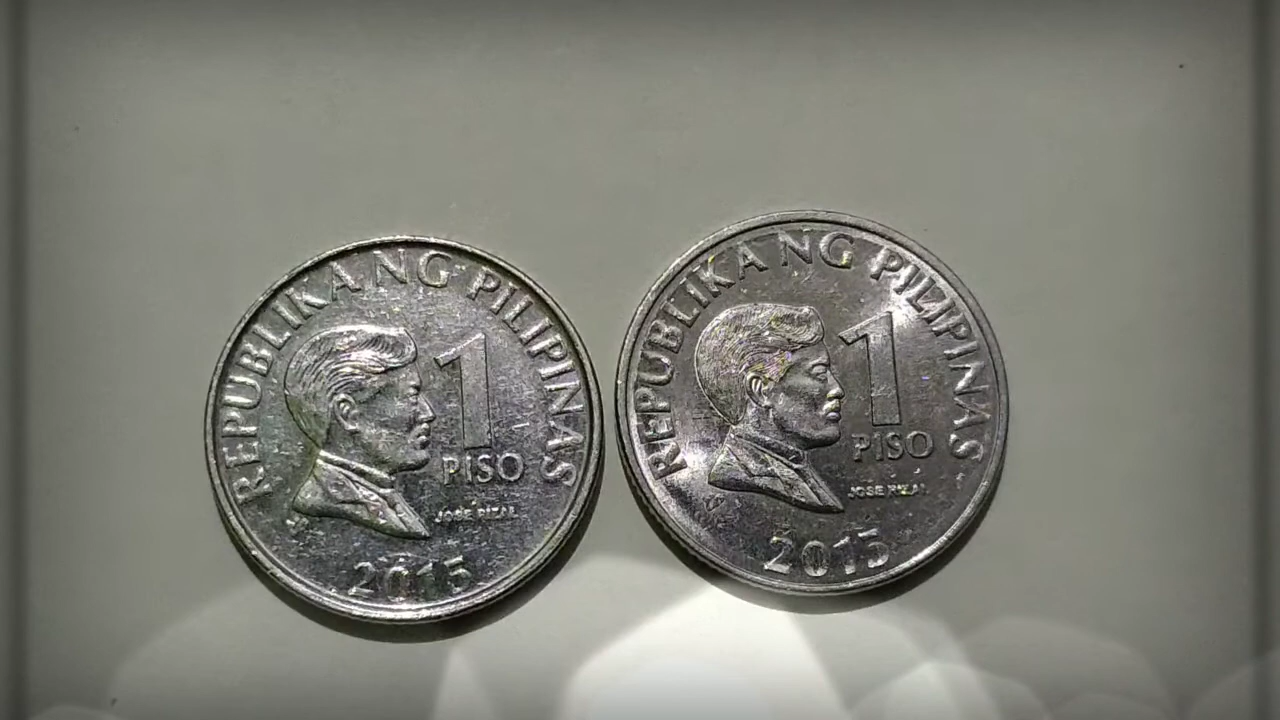 REPUBLIKA NG PILIPINAS
1
PISO
JOSE RIZAL
2015
REPUBLIKA NG PILIPINAS
1
PISO
JOSE RIZAL
2015